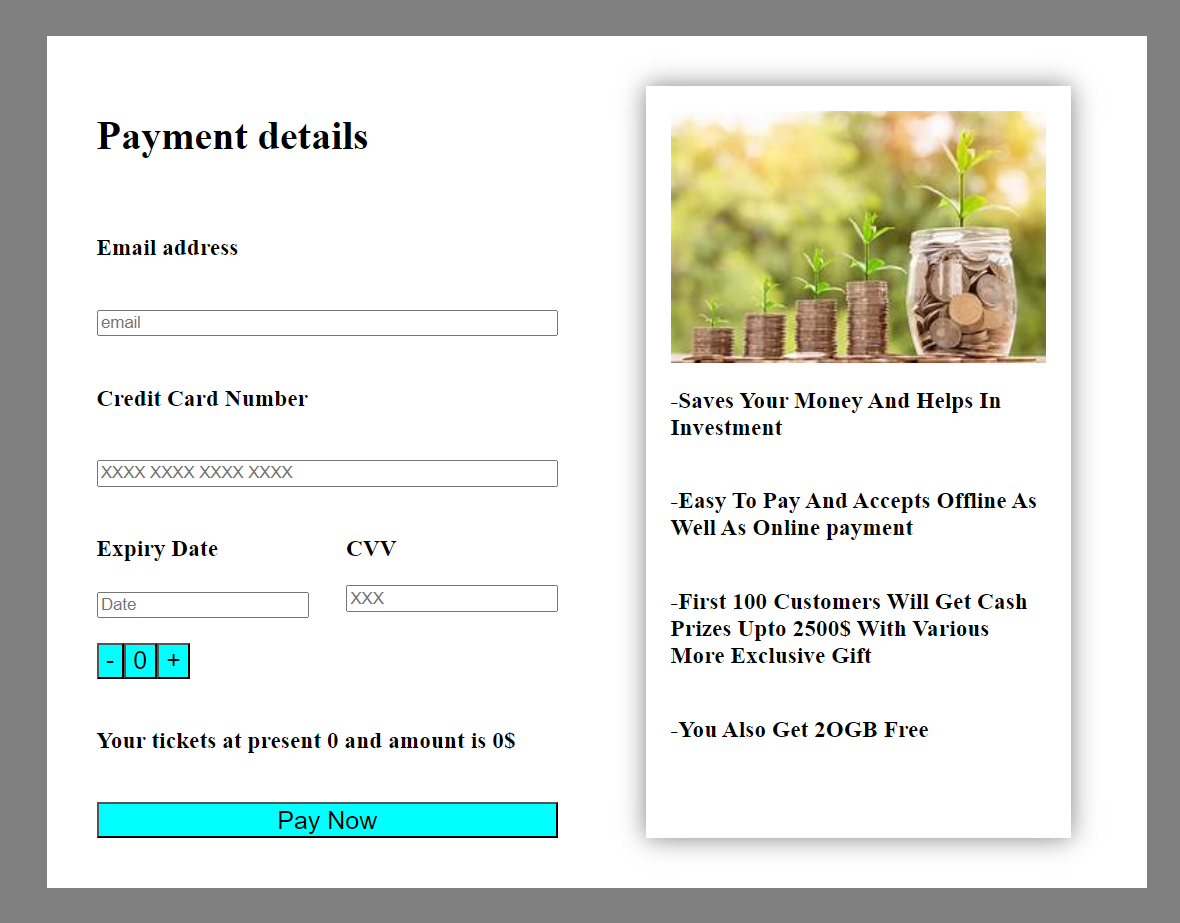 Payment details
Email address
email
Credit Card Number
XXXX XXXX XXXX XXXX
Expiry Date
CVV
Date
XXX
- 0 +
Your tickets at present 0 and amount is 0$
Pay Now
-Saves Your Money And Helps In
Investment
-Easy To Pay And Accepts Offline As
Well As Online payment
-First 100 Customers Will Get Cash
Prizes Upto 2500$ With Various
More Exclusive Gift
-You Also Get 2OGB Free